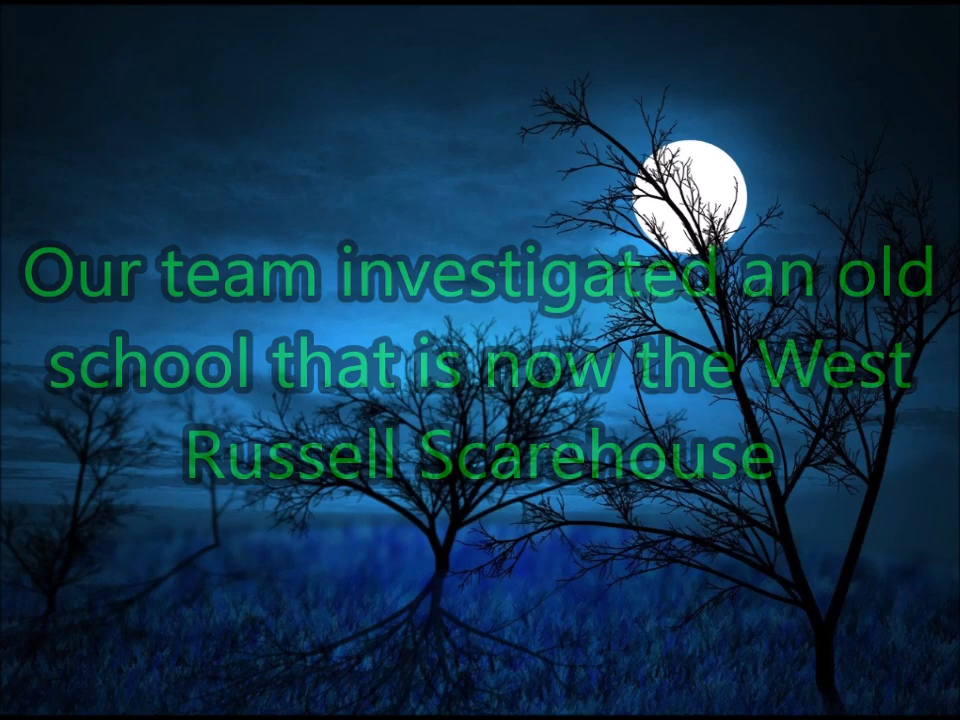 Our team investigated an old
school that is now the West
Russell Scarehouse